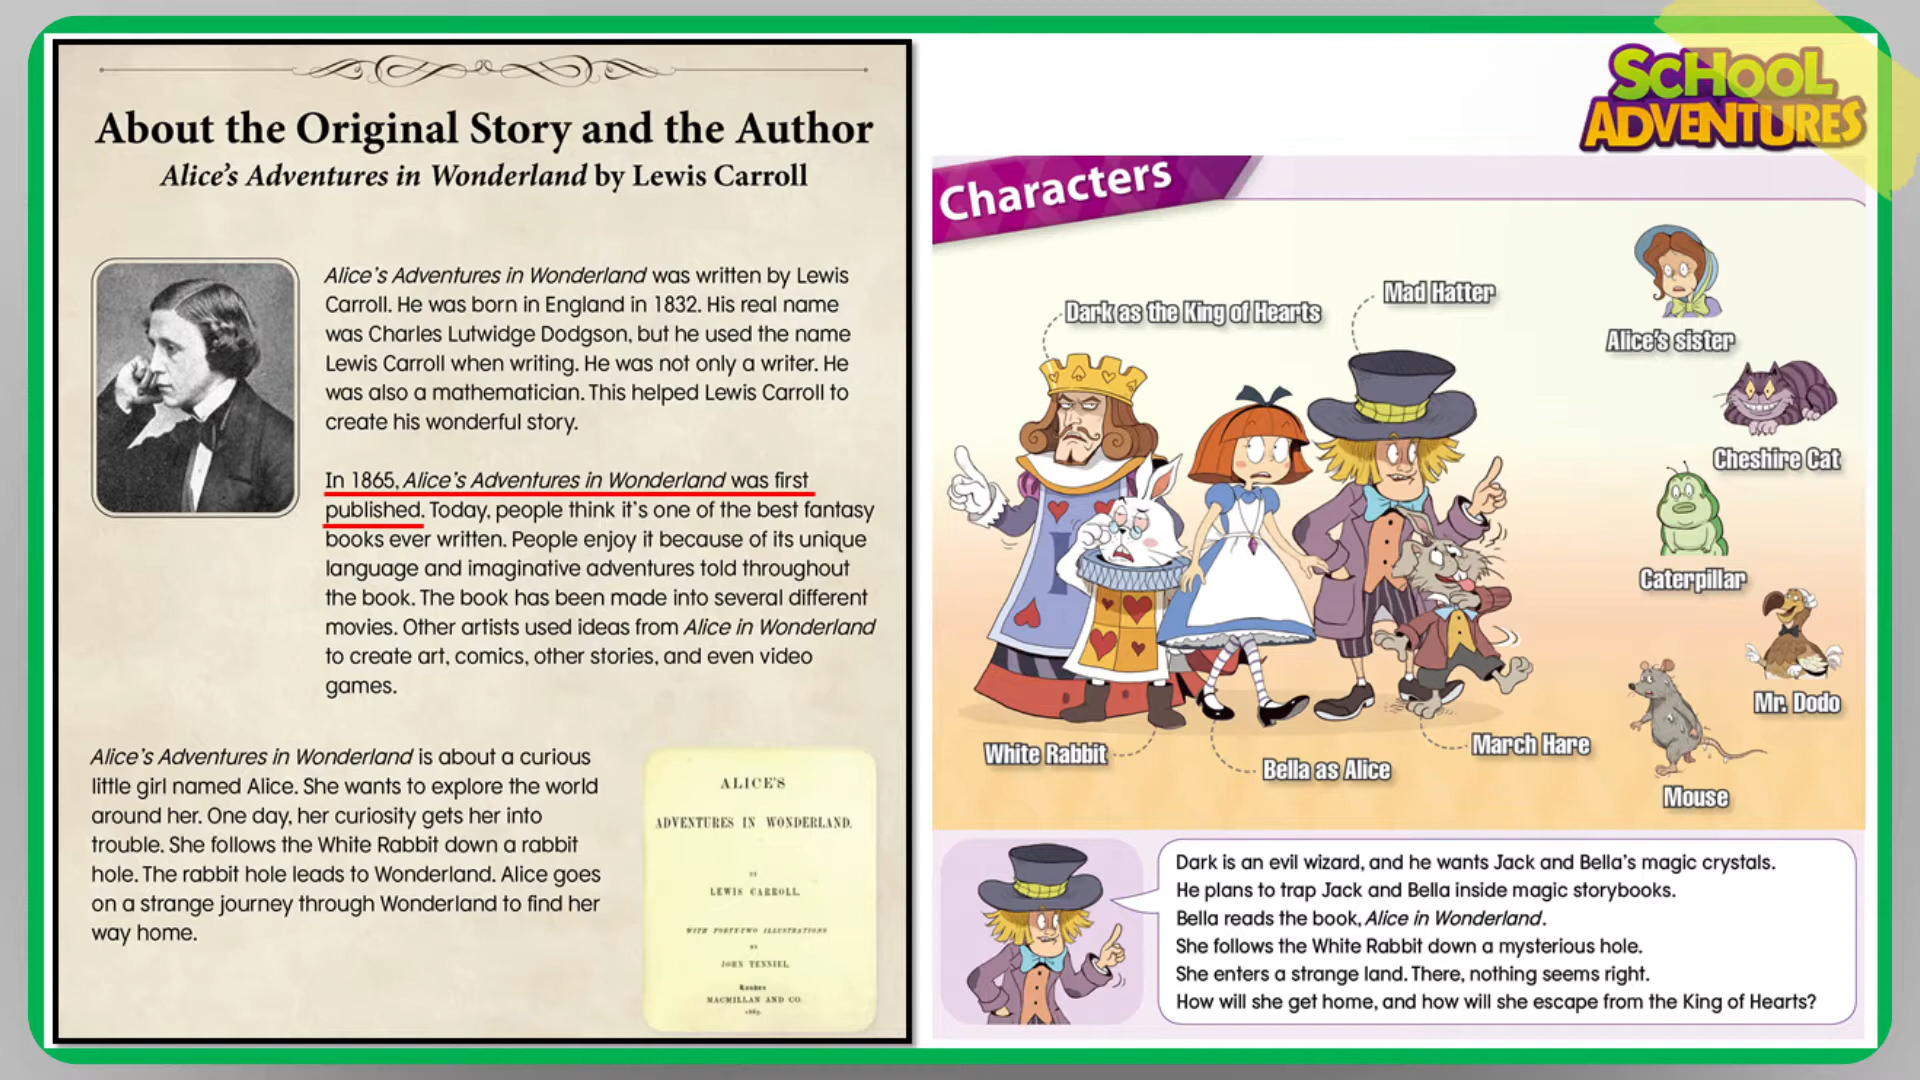 About the Original Story and the Author
Alice's Adventures in Wonderland by Lewis Carroll
Alice's Adventures in Wonderland was written by Lewis
Carroll. He was born in England in 1832. His real name
was Charles Lutwidge Dodgson, but he used the name
Lewis Carroll when writing. He was not only a writer. He
was also a mathematician. This helped Lewis Carroll to
create his wonderful story.
In 1865, Alice's Adventures in Wonderland was first
published. Today, people think it's one of the best fantasy
books ever written. People enjoy it because of its unique
language and imaginative adventures told throughout
the book. The book has been made into several different
movies. Other artists used ideas from Alice in Wonderland
to create art, comics, other stories, and even video
games.
Alice's Adventures in Wonderland is about a curious
little girl named Alice. She wants to explore the world
around her. One day, her curiosity gets her into
trouble. She follows the White Rabbit down a rabbit
hole. The rabbit hole leads to Wonderland. Alice goes
on a strange journey through Wonderland to find her
way home.
ALICE'S
ADVENTURES IN WONDERLAND.
BY
LEWIS CARROLL.
WITH FORTY-TWO ILLUSTRATIONS
BY
JOHN TENNIEL.
London
MACMILLAN AND CO.
SCHOOL
ADVENTURES
Characters
Dark as the King of Hearts
Mad Hatter
Alice's sister
Cheshire Cat
Caterpillar
Mr. Dodo
Mouse
White Rabbit
Bella as Alice
March Hare
Dark is an evil wizard, and he wants Jack and Bella's magic crystals.
He plans to trap Jack and Bella inside magic storybooks.
Bella reads the book, Alice in Wonderland.
She follows the White Rabbit down a mysterious hole.
She enters a strange land. There, nothing seems right.
How will she get home, and how will she escape from the King of Hearts?